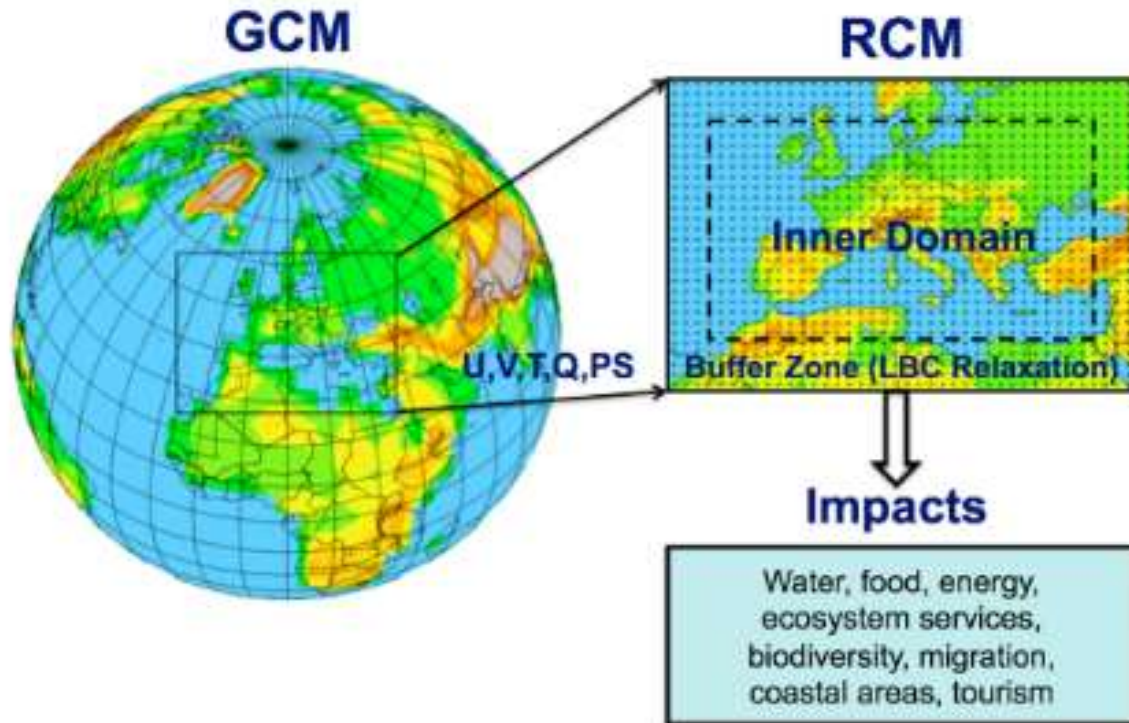 GCM
RCM
Inner Domain
U,V,T,Q,PS
Buffer Zone (LBC Relaxation)
Impacts
Water, food, energy,
ecosystem services,
biodiversity, migration,
coastal areas, tourism